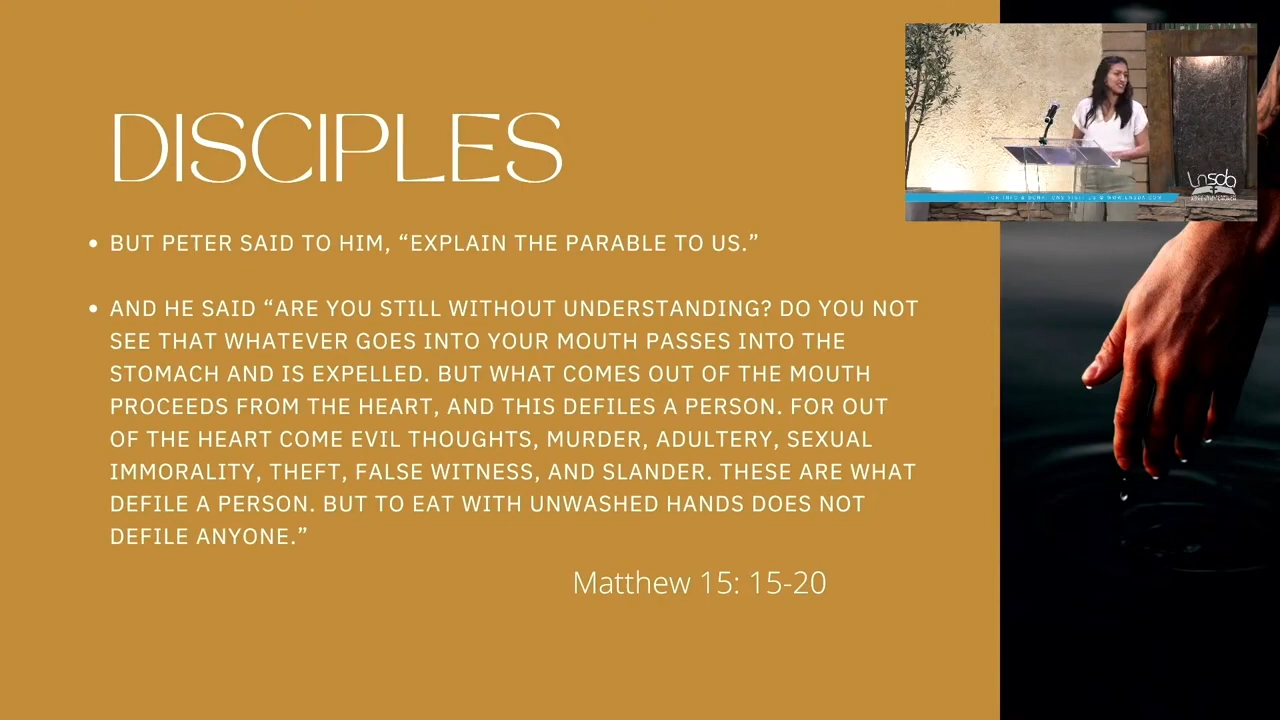 DISCIPLES
• BUT PETER SAID TO HIM, “EXPLAIN THE PARABLE TO US.”
• AND HE SAID “ARE YOU STILL WITHOUT UNDERSTANDING? DO YOU NOT
SEE THAT WHATEVER GOES INTO YOUR MOUTH PASSES INTO THE
STOMACH AND IS EXPELLED. BUT WHAT COMES OUT OF THE MOUTH
PROCEEDS FROM THE HEART, AND THIS DEFILES A PERSON. FOR OUT
OF THE HEART COME EVIL THOUGHTS, MURDER, ADULTERY, SEXUAL
IMMORALITY, THEFT, FALSE WITNESS, AND SLANDER. THESE ARE WHAT
DEFILE A PERSON. BUT TO EAT WITH UNWASHED HANDS DOES NOT
DEFILE ANYONE.”
Matthew 15: 15-20
Lnsda